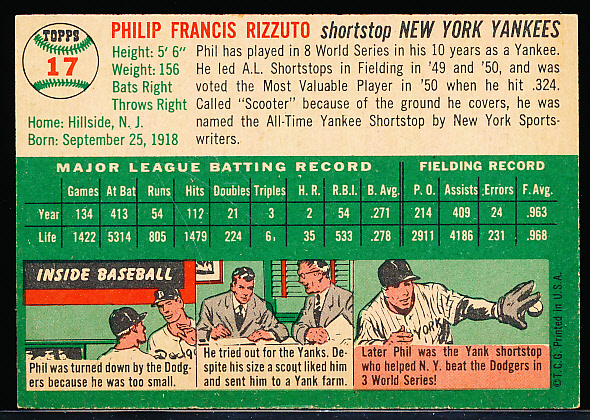 TOPPS
17
PHILIP FRANCIS RIZZUTO shortstop NEW YORK YANKEES
Height: 5' 6"
Weight: 156
Bats Right
Throws Right
Home: Hillside, N. J.
Born: September 25, 1918
Phil has played in 8 World Series in his 10 years as a Yankee.
He led A.L. Shortstops in Fielding in '49 and '50, and was
voted the Most Valuable Player in '50 when he hit .324.
Called "Scooter" because of the ground he covers, he was
named the All-Time Yankee Shortstop by New York Sports-
writers.
MAJOR LEAGUE BATTING RECORD FIELDING RECORD
Games At Bat Runs Hits Doubles Triples H. R. R.B.I. B. Avg. P. O. Assists Errors F. Avg.
Year 134 413 54 112 21 3 2 54 .271 214 409 24 .963
Life 1422 5314 805 1479 224 6. 35 533 .278 2911 4186 231 .968
INSIDE BASEBALL
Phil was turned down by the Dodg-
ers because he was too small.
He tried out for the Yanks. De-
spite his size a scout liked him
and sent him to a Yank farm.
YORK
Later Phil was the Yank shortstop
who helped N. Y. beat the Dodgers in
3 World Series!
© T.C.G. Printed in U.S.A.